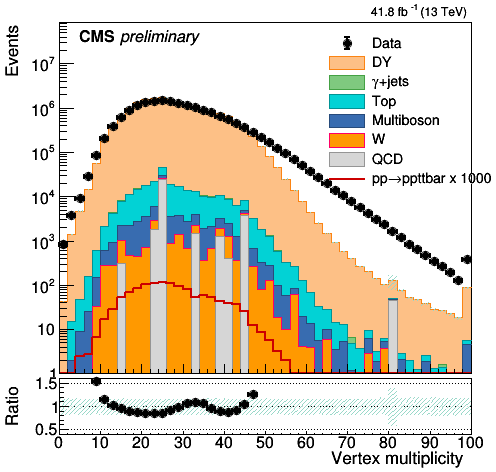 41.8 fb⁻¹ (13 TeV)
Events
CMS preliminary
Data
DY
γ+jets
Top
Multiboson
W
QCD
pp→ppttbar x 1000
10⁷
10⁶
10⁵
10⁴
10³
10²
10
1
Ratio
1.5
1
0.5
0 10 20 30 40 50 60 70 80 90 100
Vertex multiplicity